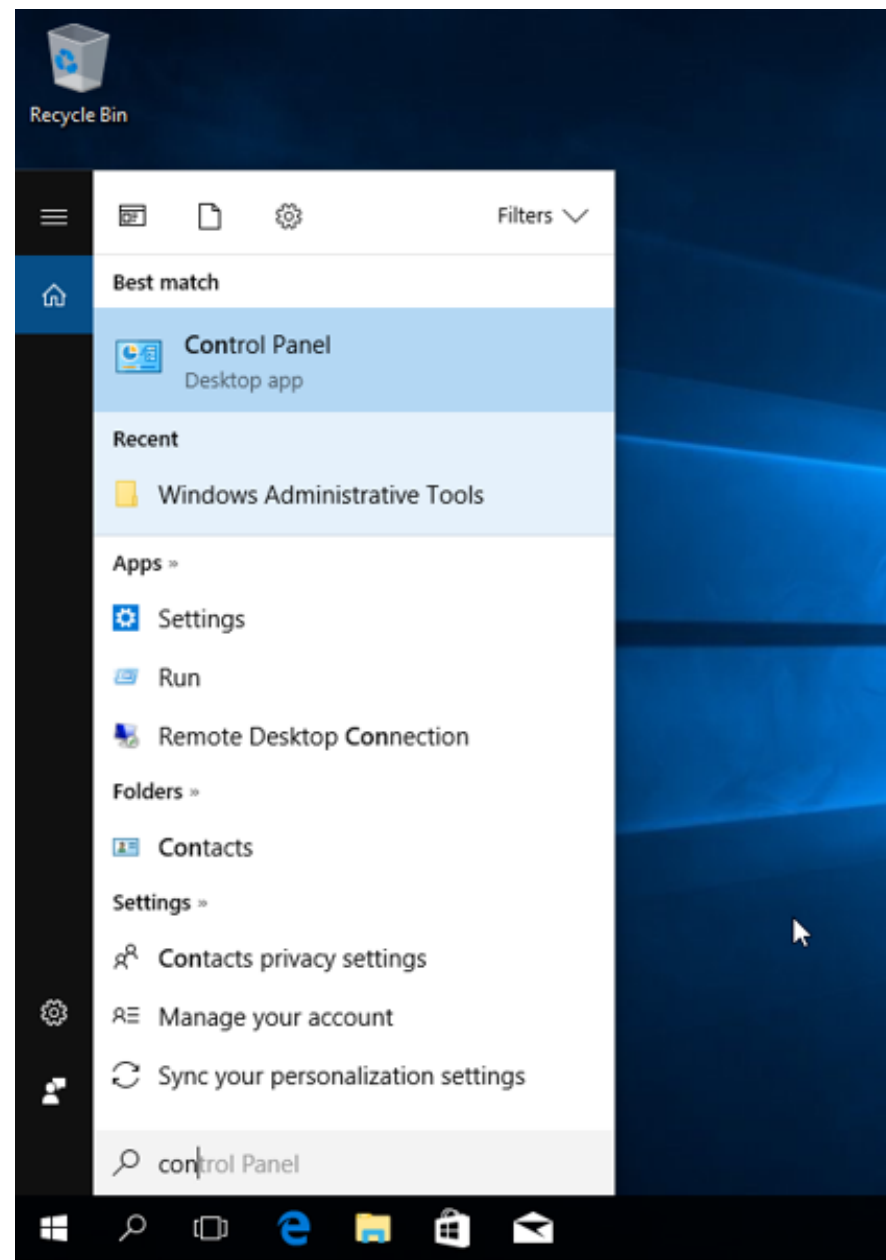 Recycle Bin
Filters
Best match
Control Panel
Desktop app
Recent
Windows Administrative Tools
Apps »
Settings
Run
Remote Desktop Connection
Folders »
Contacts
Settings »
Contacts privacy settings
Manage your account
Sync your personalization settings
control Panel